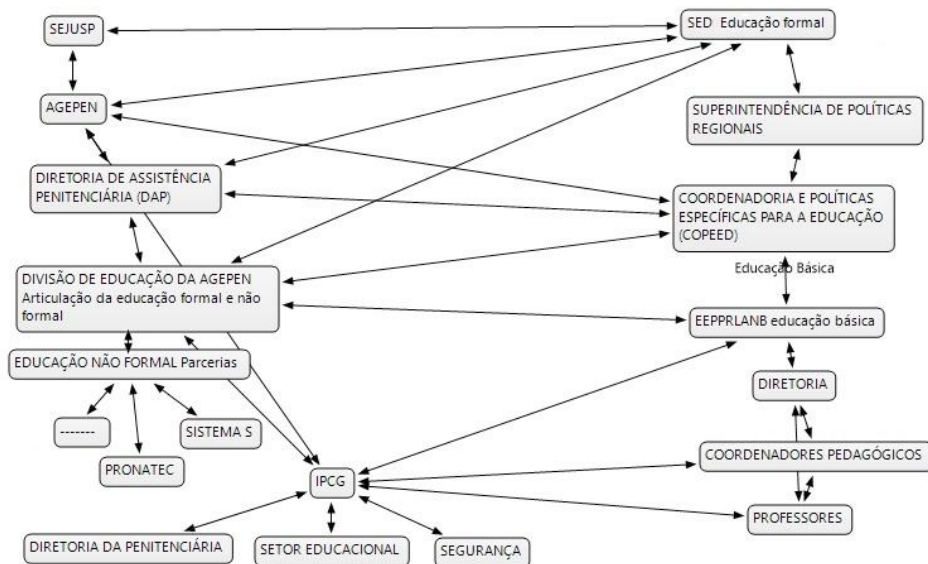 SEJUSP
SED Educação formal
AGEPEN
SUPERINTENDÊNCIA DE POLÍTICAS
REGIONAIS
DIRETORIA DE ASSISTÊNCIA
PENITENCIÁRIA (DAP)
COORDENADORIA E POLÍTICAS
ESPECÍFICAS PARA A EDUCAÇÃO
(COPEED)
DIVISÃO DE EDUCAÇÃO DA AGEPEN
Articulação da educação formal e não
formal
Educação Básica
EEPPRLANB educação básica
EDUCAÇÃO NÃO FORMAL Parcerias
DIRETORIA
-------
SISTEMA S
PRONATEC
COORDENADORES PEDAGÓGICOS
IPCG
PROFESSORES
DIRETORIA DA PENITENCIÁRIA
SETOR EDUCACIONAL
SEGURANÇA